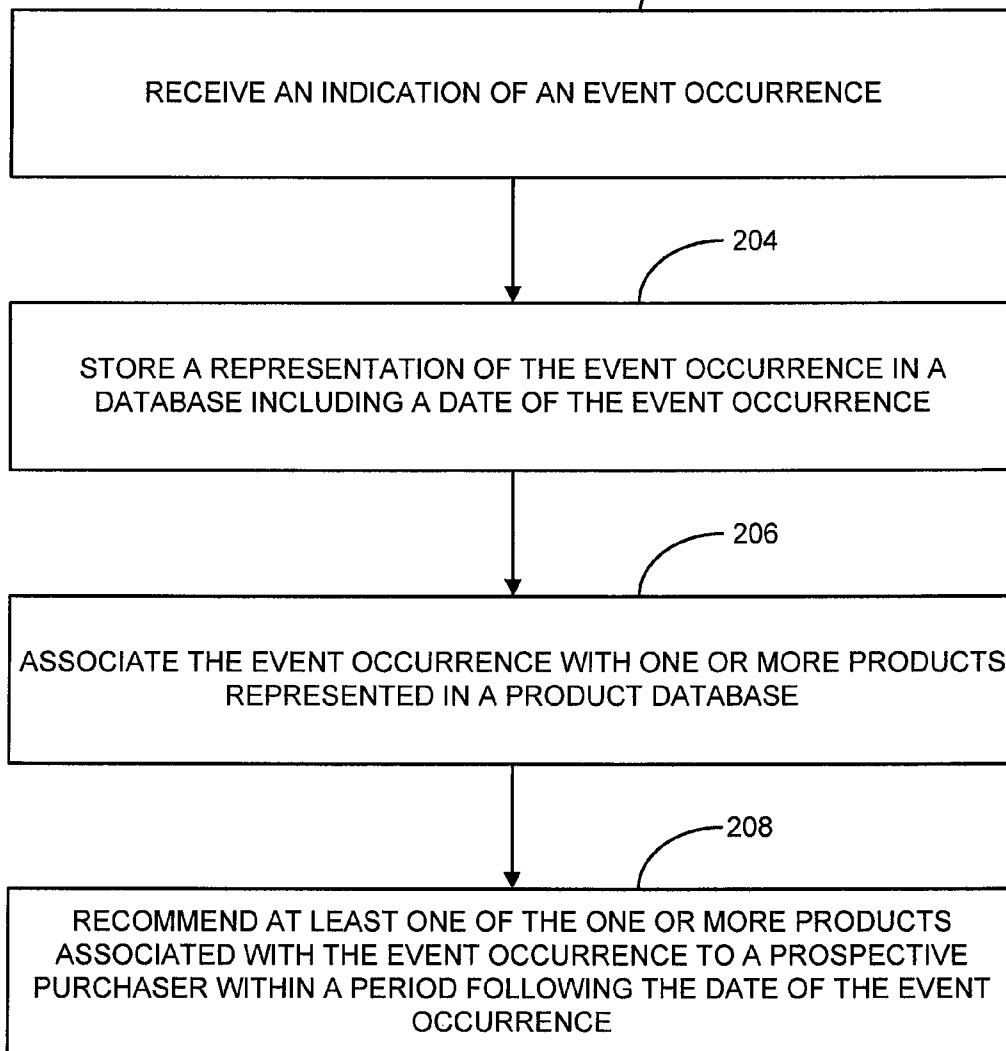 RECEIVE AN INDICATION OF AN EVENT OCCURRENCE
204
STORE A REPRESENTATION OF THE EVENT OCCURRENCE IN A
DATABASE INCLUDING A DATE OF THE EVENT OCCURRENCE
206
ASSOCIATE THE EVENT OCCURRENCE WITH ONE OR MORE PRODUCTS
REPRESENTED IN A PRODUCT DATABASE
208
RECOMMEND AT LEAST ONE OF THE ONE OR MORE PRODUCTS
ASSOCIATED WITH THE EVENT OCCURRENCE TO A PROSPECTIVE
PURCHASER WITHIN A PERIOD FOLLOWING THE DATE OF THE EVENT
OCCURRENCE